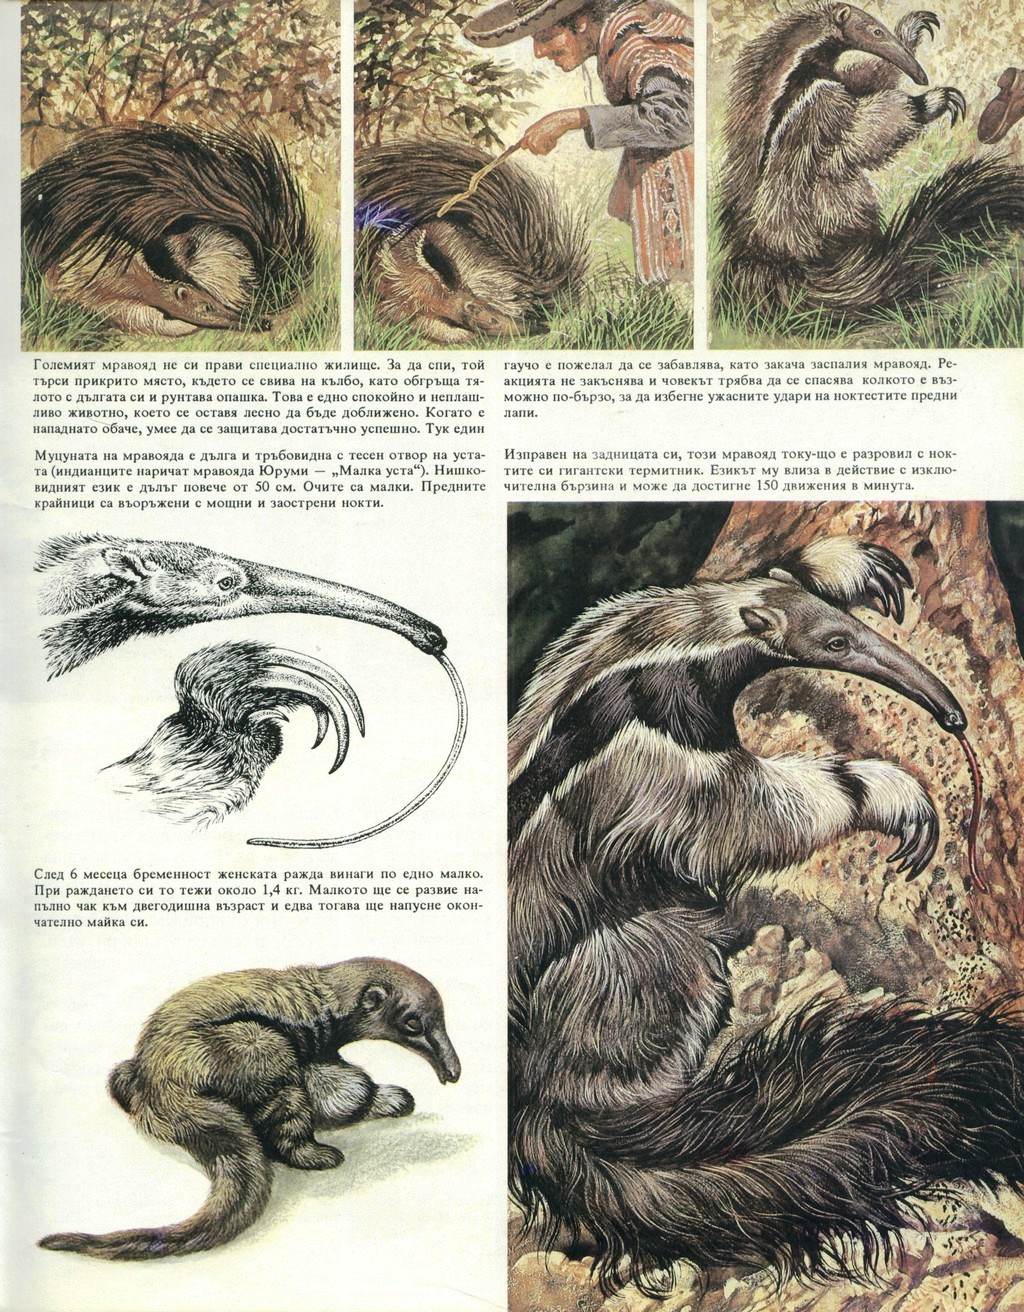 Големият мравояд не си прави специално жилище. За да спи, той
търси прикрито място, където се свива на кълбо, като обгръща тя-
лото с дългата си и рунтава опашка. Това е едно спокойно и неплаш-
ливо животно, което се оставя лесно да бъде доближено. Когато е
нападнато обаче, умее да се защитава достатъчно успешно. Тук един
гаучо е пожелал да се забавлява, като закача заспалия мравояд. Ре-
акцията не закъснява и човекът трябва да се спасява колкото е въз-
можно по-бързо, за да избегне ужасните удари на ноктестите предни
лапи.
Муцуната на мравояда е дълга и тръбовидна с тесен отвор на уста-
та (индианците наричат мравояда Юруми — „Малка уста“). Нишко-
видният език е дълъг повече от 50 см. Очите са малки. Предните
крайници са въоръжени с мощни и заострени нокти.
Изправен на задницата си, този мравояд току-що е разровил с нок-
тите си гигантски термитник. Езикът му влиза в действие с изклю-
чителна бързина и може да достигне 150 движения в минута.
След 6 месеца бременност женската ражда винаги по едно малко.
При раждането си то тежи около 1,4 кг. Малкото ще се развие на-
пълно чак към двегодишна възраст и едва тогава ще напусне окон-
чателно майка си.